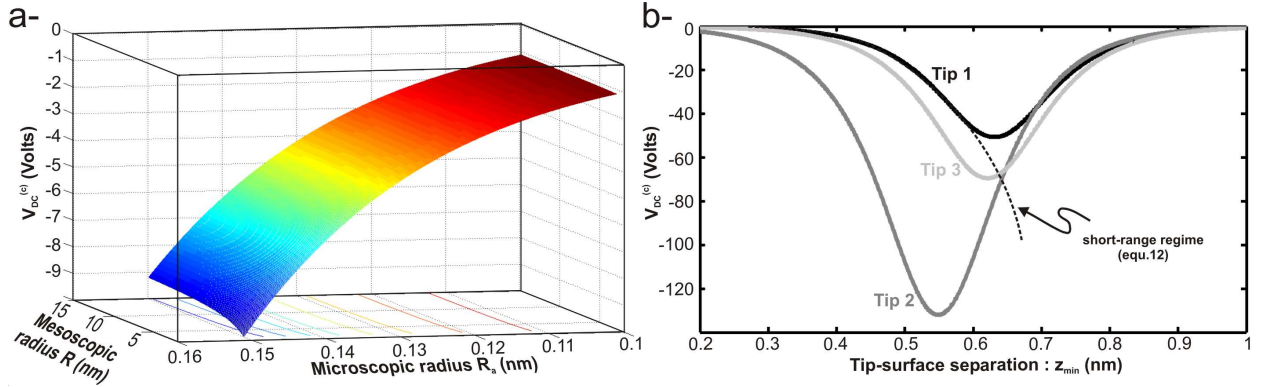 a-
0
-1
-2
-3
-4
-5
-6
-7
-8
-9
V_DC^(c) (Volts)
15
10
5
Mesoscopic
radius R (nm)
0.16
0.15
0.14
0.13
0.12
0.11
0.1
Microscopic radius R_a (nm)
b-
0
-20
-40
-60
-80
-100
-120
V_DC^(c) (Volts)
Tip 1
Tip 3
Tip 2
short-range regime
(equ.12)
0.2
0.3
0.4
0.5
0.6
0.7
0.8
0.9
1
Tip-surface separation : z_min (nm)